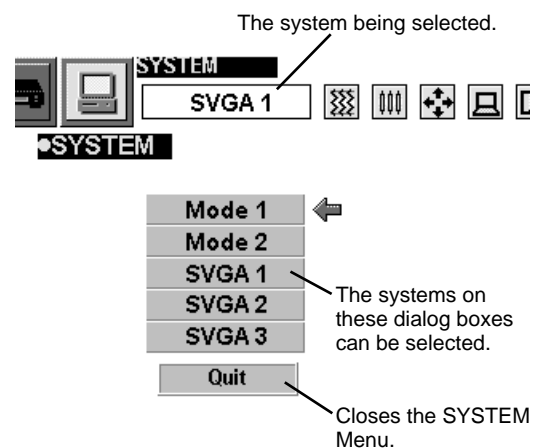 The system being selected.
SYSTEM
SVGA 1
●SYSTEM
Mode 1
Mode 2
SVGA 1
SVGA 2
SVGA 3
The systems on
these dialog boxes
can be selected.
Quit
Closes the SYSTEM
Menu.